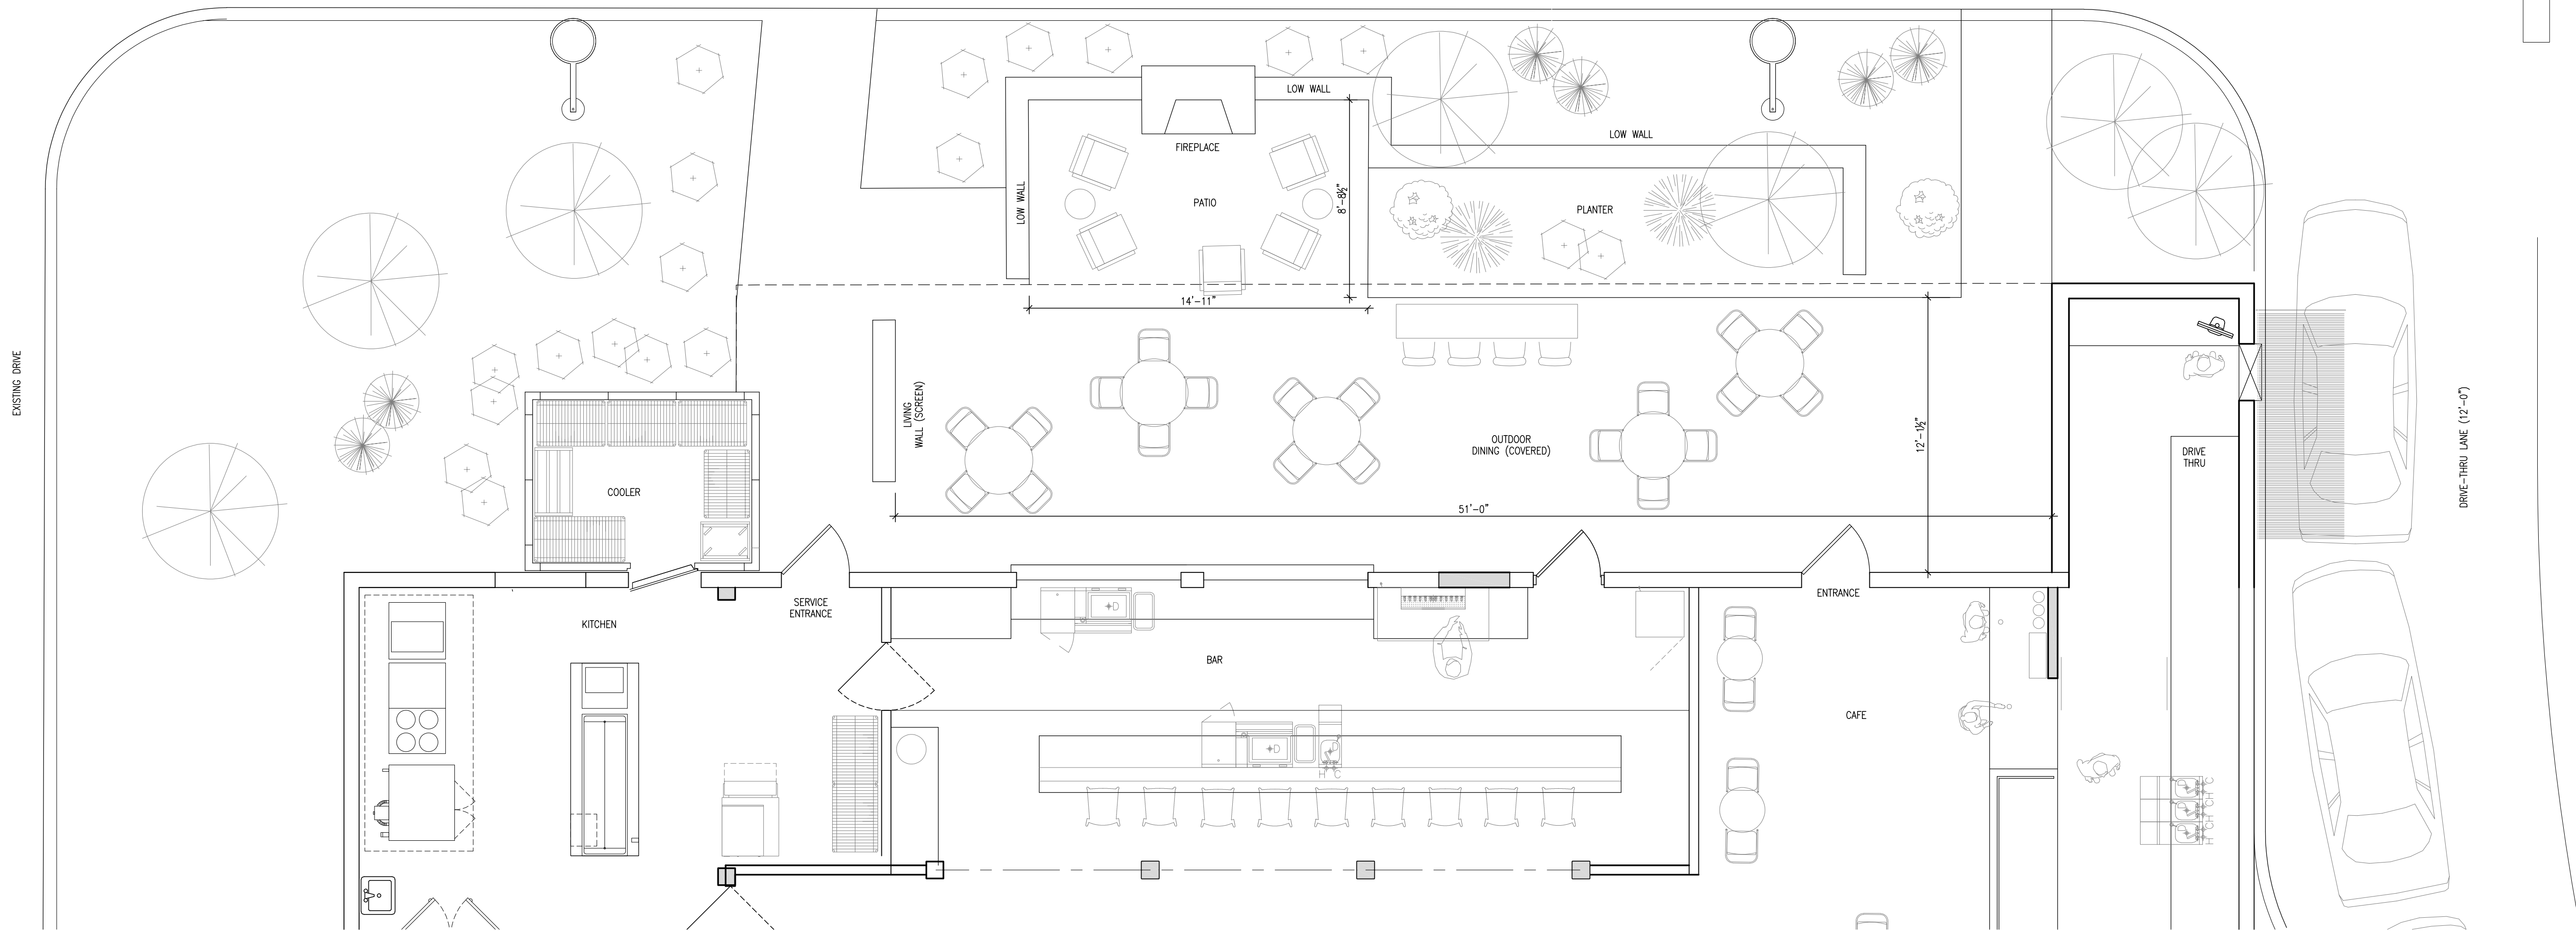 LOW WALL
LOW WALL
FIREPLACE
LOW WALL
PATIO
8'-8½"
PLANTER
14'-11"
EXISTING DRIVE
LIVING
WALL (SCREEN)
OUTDOOR
DINING (COVERED)
12'-1½"
DRIVE
THRU
DRIVE-THRU LANE (12'-0")
COOLER
51'-0"
SERVICE
ENTRANCE
ENTRANCE
KITCHEN
BAR
CAFE
H C
H C
H C
H C